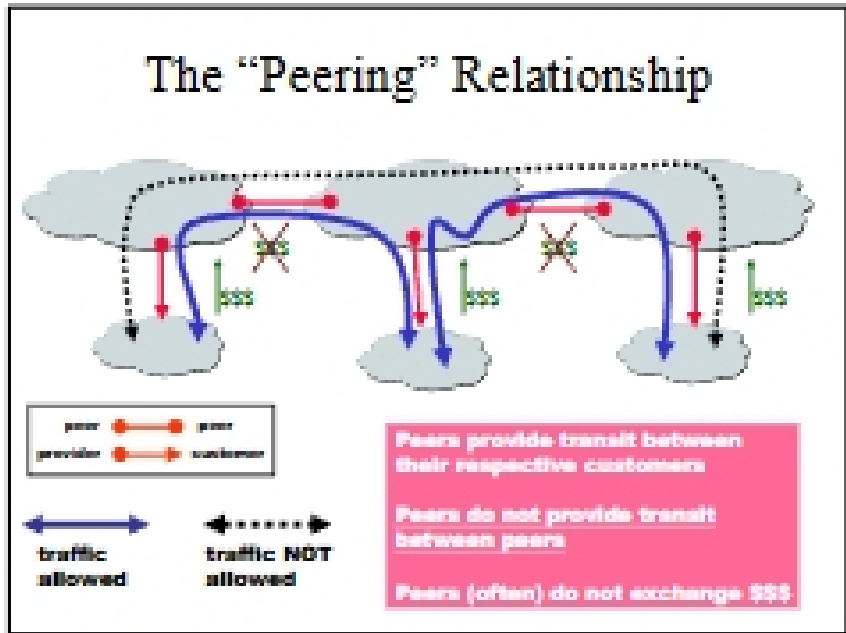 The “Peering” Relationship
$$$
$$$
$$$
$$$
$$$
peer peer
provider customer
traffic
allowed
traffic NOT
allowed
Peers provide transit between
their respective customers
Peers do not provide transit
between peers
Peers (often) do not exchange $$$